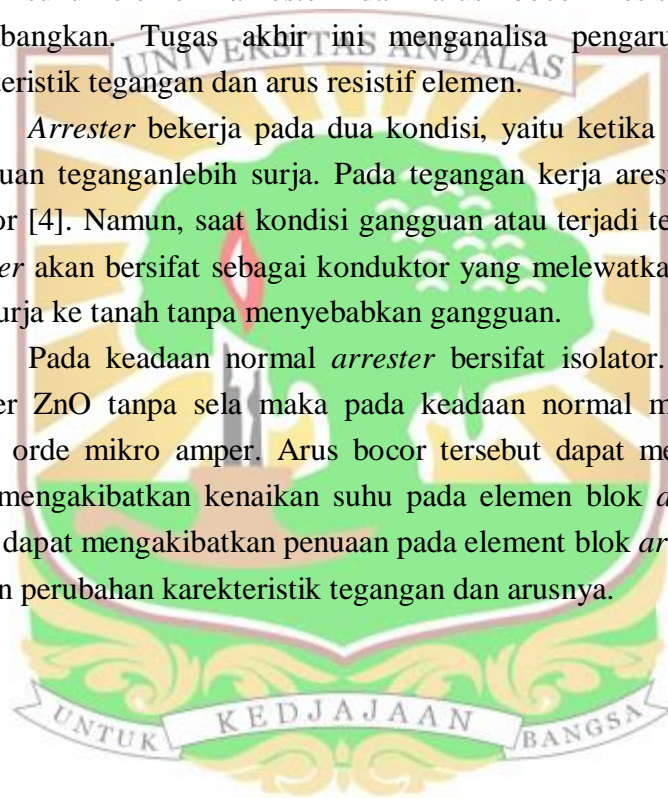 bangkan. Tugas akhir ini menganalisa
UNIVERSITAS ANDALAS
teristik tegangan dan arus resistif elemen.
Arrester bekerja pada dua kondisi, yaitu ketika
uan teganganlebih surja. Pada tegangan kerja
or [4]. Namun, saat kondisi gangguan atau terjadi
er akan bersifat sebagai konduktor yang melewatka
urja ke tanah tanpa menyebabkan gangguan.
Pada keadaan normal arrester bersifat isolator.
er ZnO tanpa sela maka pada keadaan normal m
orde mikro amper. Arus bocor tersebut dapat me
mengakibatkan kenaikan suhu pada elemen blok a
dapat mengakibatkan penuaan pada element blok ar
n perubahan karekteristik tegangan dan arusnya.
UNTUK KEDJAJAAN BANGSA